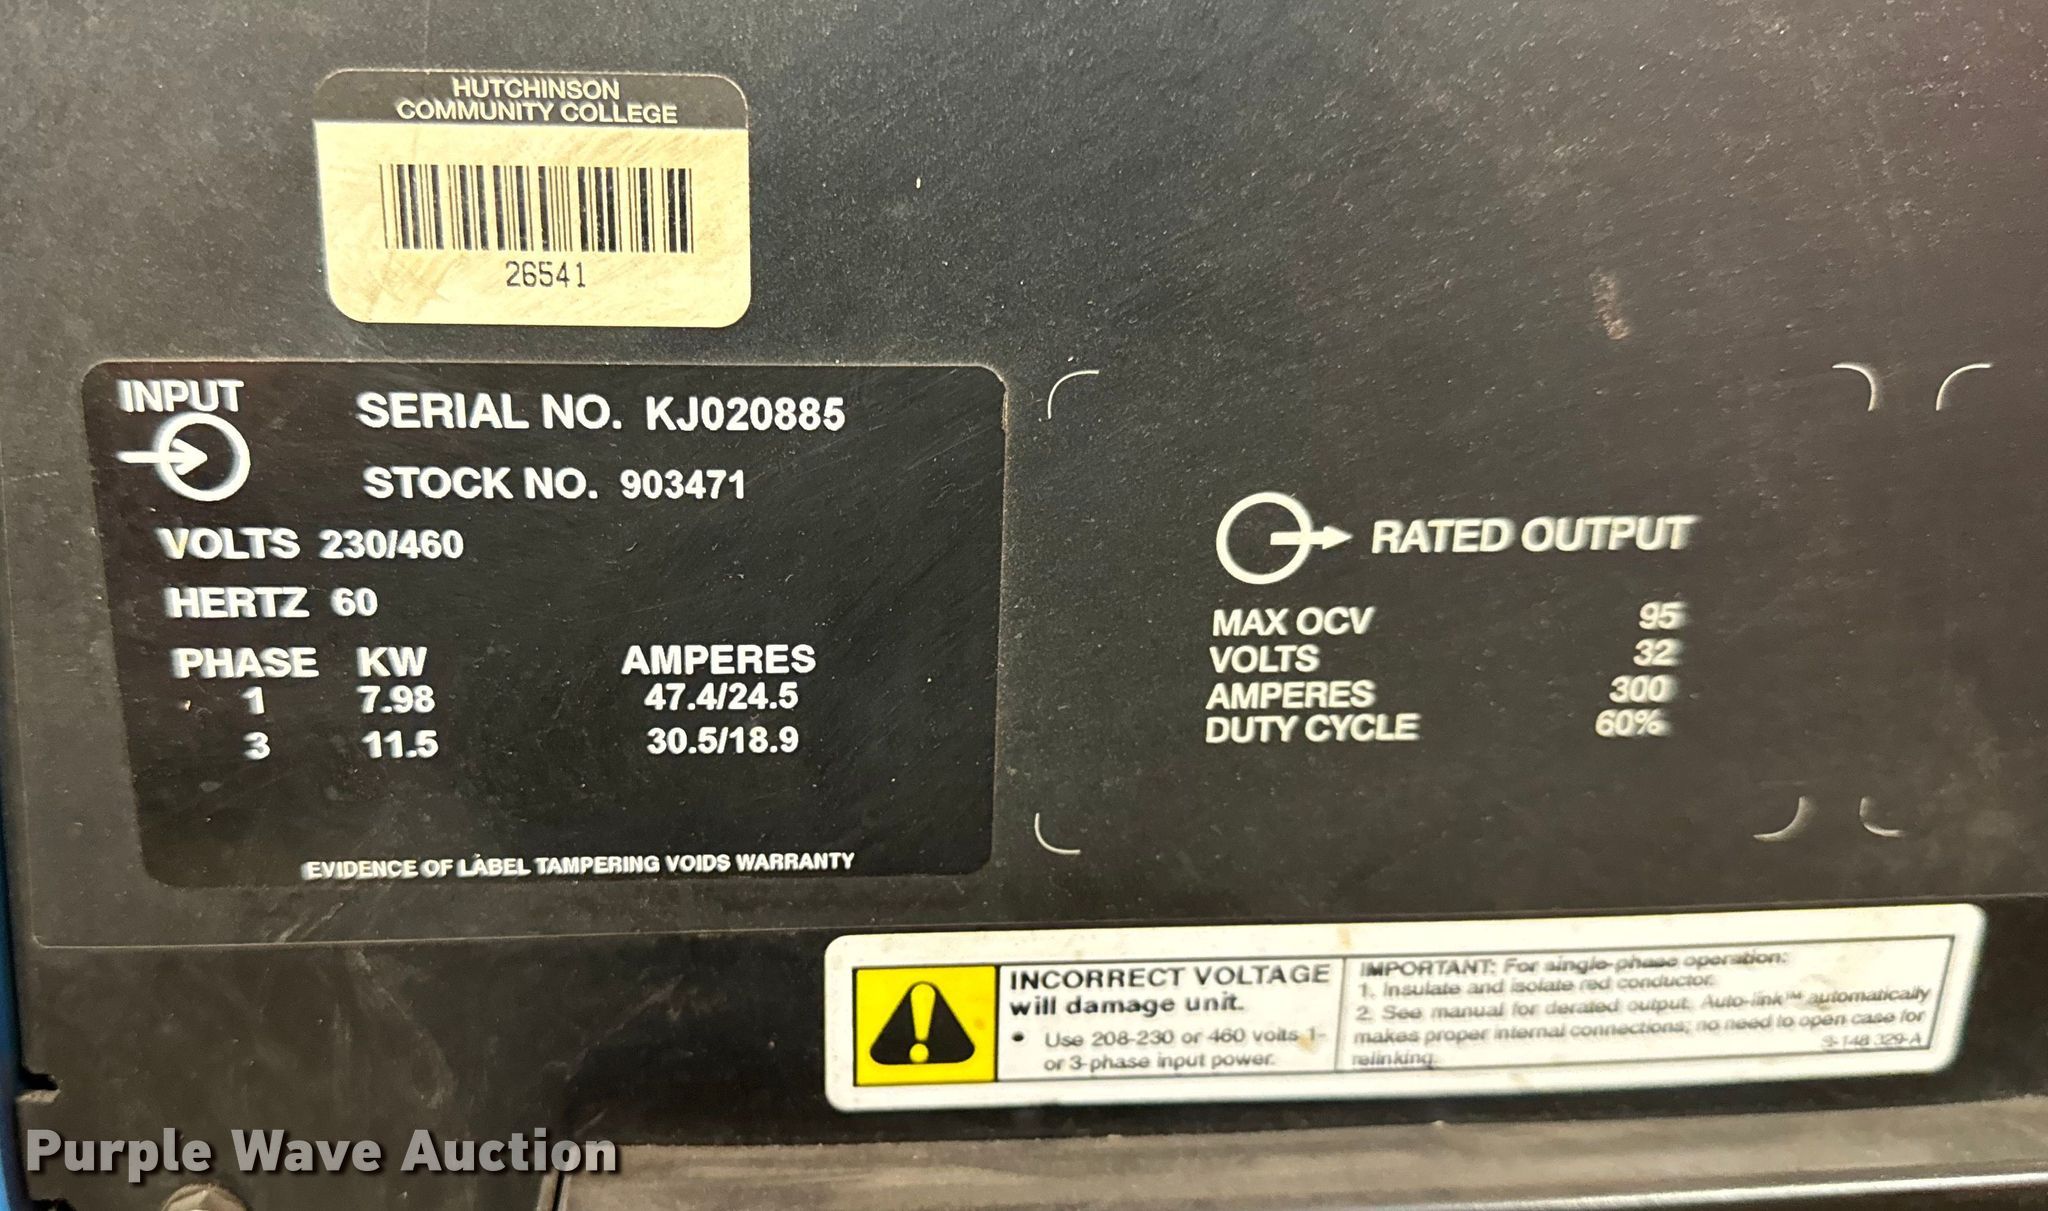 HUTCHINSON
COMMUNITY COLLEGE
26541
INPUT
SERIAL NO. KJ020885
STOCK NO. 903471
VOLTS 230/460
HERTZ 60
PHASE KW AMPERES
1 7.98 47.4/24.5
3 11.5 30.5/18.9
EVIDENCE OF LABEL TAMPERING VOIDS WARRANTY
RATED OUTPUT
MAX OCV 95
VOLTS 32
AMPERES 300
DUTY CYCLE 60%
INCORRECT VOLTAGE
will damage unit.
• Use 208-230 or 460 volts 1-
or 3-phase input power.
IMPORTANT: For single-phase operation:
1. Insulate and isolate red conductor.
2. See manual for derated output. Auto-link™ automatically
makes proper internal connections; no need to open case for
relinking.
S-148 329-A
Purple Wave Auction